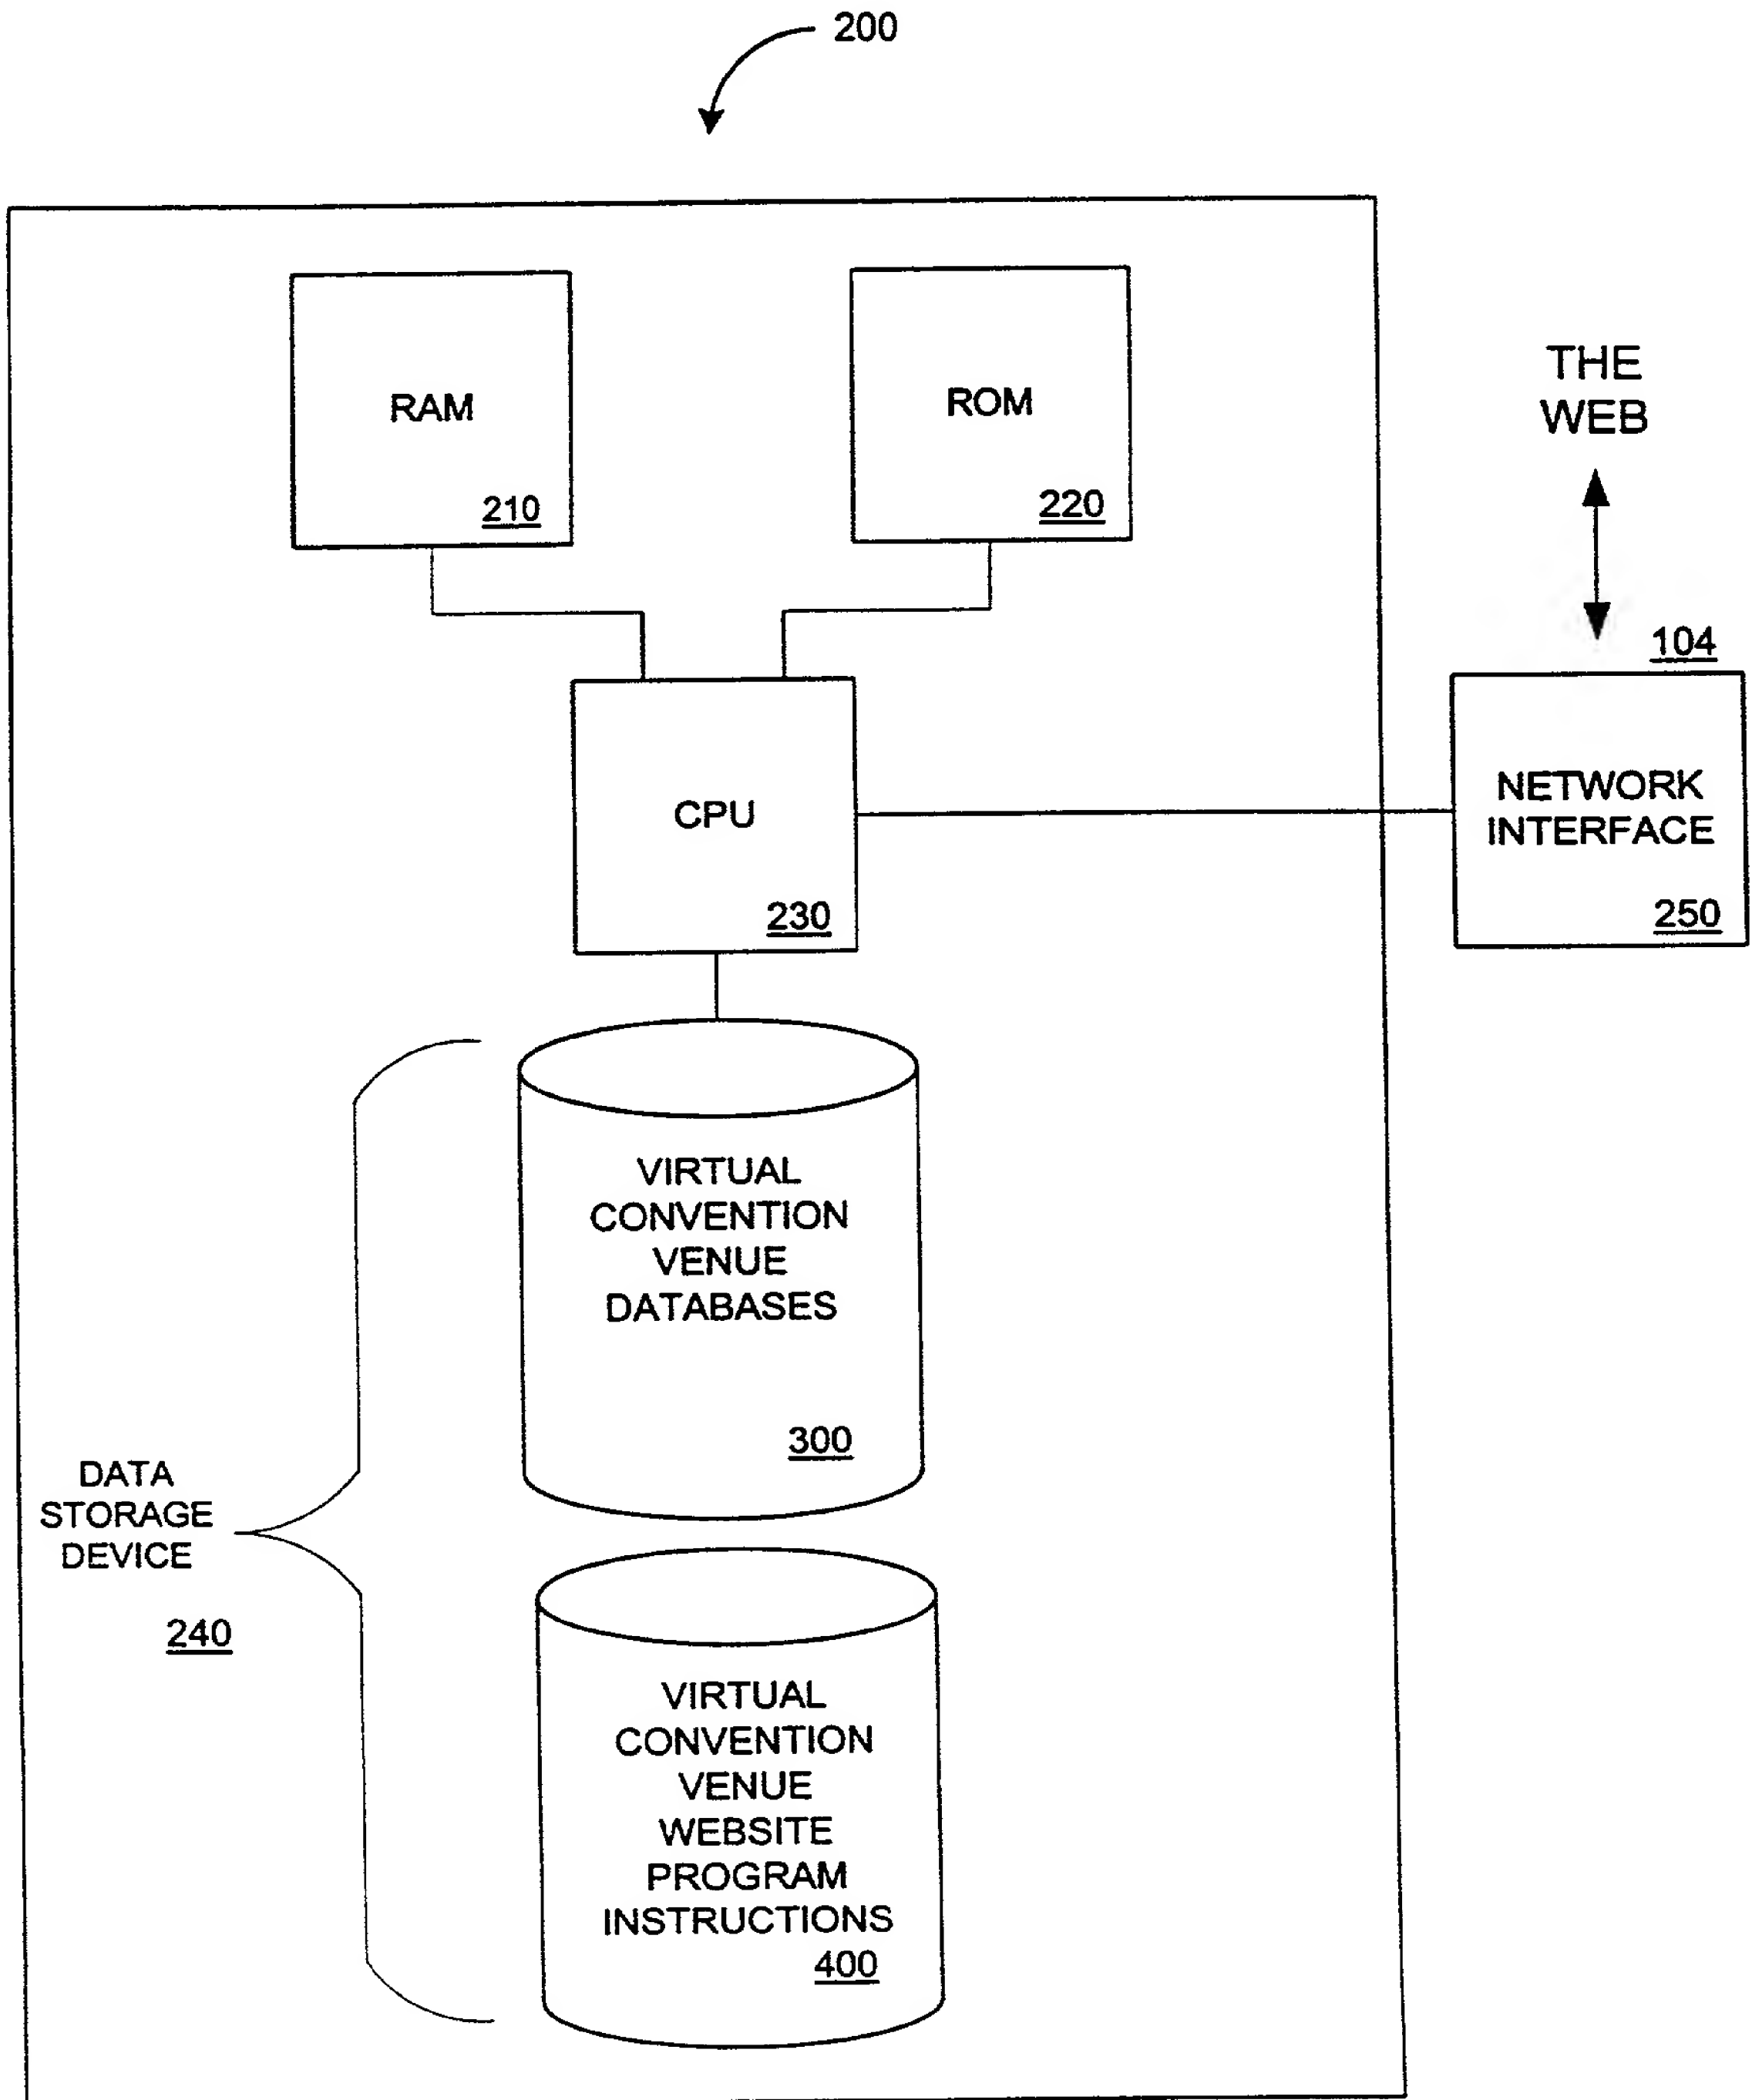 200
RAM
210
ROM
220
THE
WEB
104
CPU
230
NETWORK
INTERFACE
250
VIRTUAL
CONVENTION
VENUE
DATABASES
300
DATA
STORAGE
DEVICE
240
VIRTUAL
CONVENTION
VENUE
WEBSITE
PROGRAM
INSTRUCTIONS
400